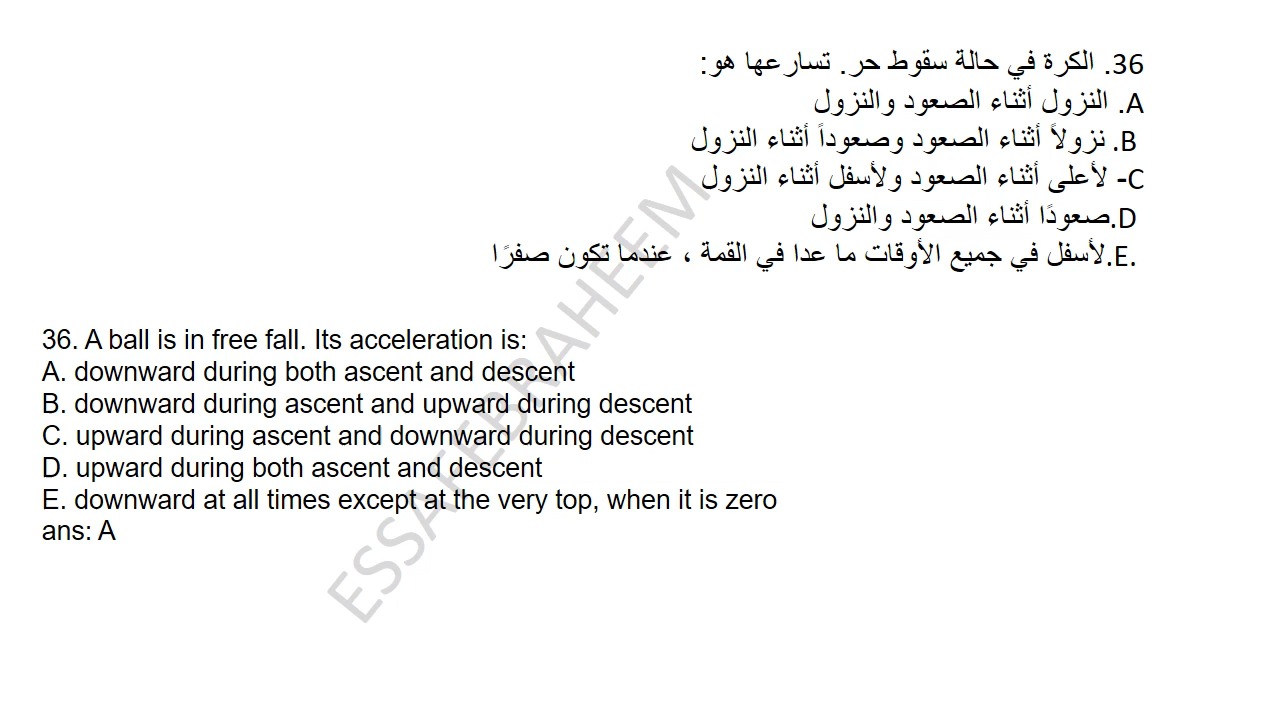 36. الكرة في حالة سقوط حر. تسارعها هو:
A. النزول أثناء الصعود والنزول
B. نزولاً أثناء الصعود وصعوداً أثناء النزول
C- لأعلى أثناء الصعود ولأسفل أثناء النزول
D.صعودًا أثناء الصعود والنزول
.E.لأسفل في جميع الأوقات ما عدا في القمة ، عندما تكون صفرًا
36. A ball is in free fall. Its acceleration is:
A. downward during both ascent and descent
B. downward during ascent and upward during descent
C. upward during ascent and downward during descent
D. upward during both ascent and descent
E. downward at all times except at the very top, when it is zero
ans: A
ESSAFEBRAHEEM